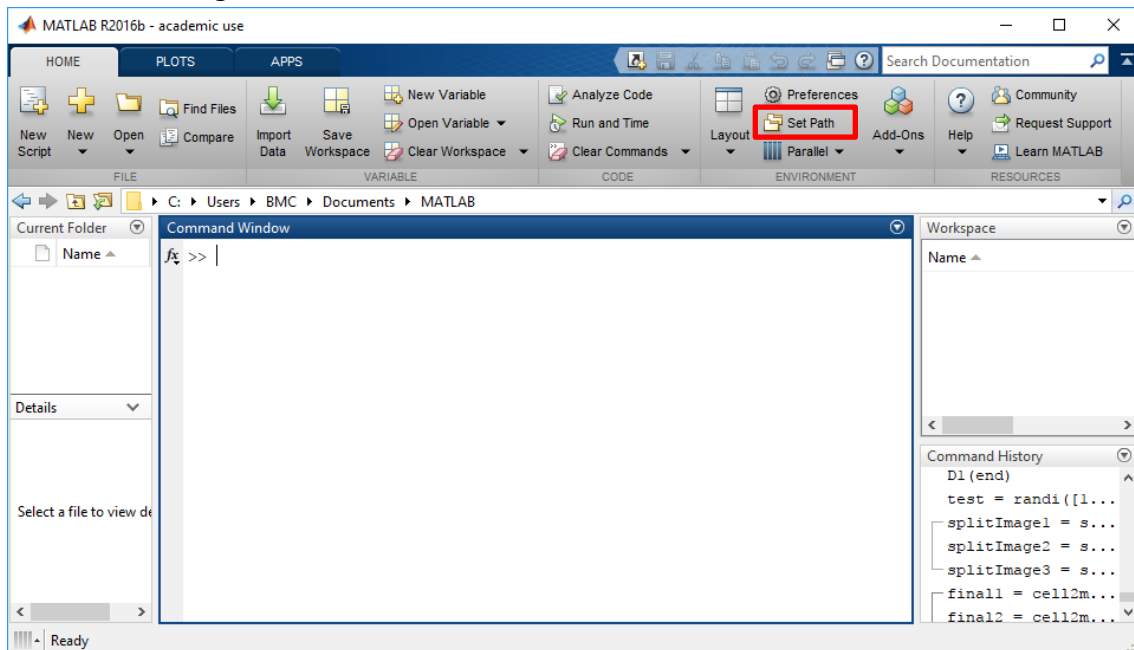 MATLAB R2016b - academic use
HOME PLOTS APPS
Search Documentation
New Script
New
Open
Find Files
Compare
Import Data
Save Workspace
New Variable
Open Variable
Clear Workspace
Analyze Code
Run and Time
Clear Commands
Layout
Preferences
Set Path
Parallel
Add-Ons
Help
Community
Request Support
Learn MATLAB
FILE VARIABLE CODE ENVIRONMENT RESOURCES
C: Users BMC Documents MATLAB
Current Folder
Name
Details
Select a file to view de
Command Window
fx >>
Workspace
Name
Command History
D1(end)
test = randi([1...
splitImage1 = s...
splitImage2 = s...
splitImage3 = s...
final1 = cell2m...
final2 = cell2m...
Ready